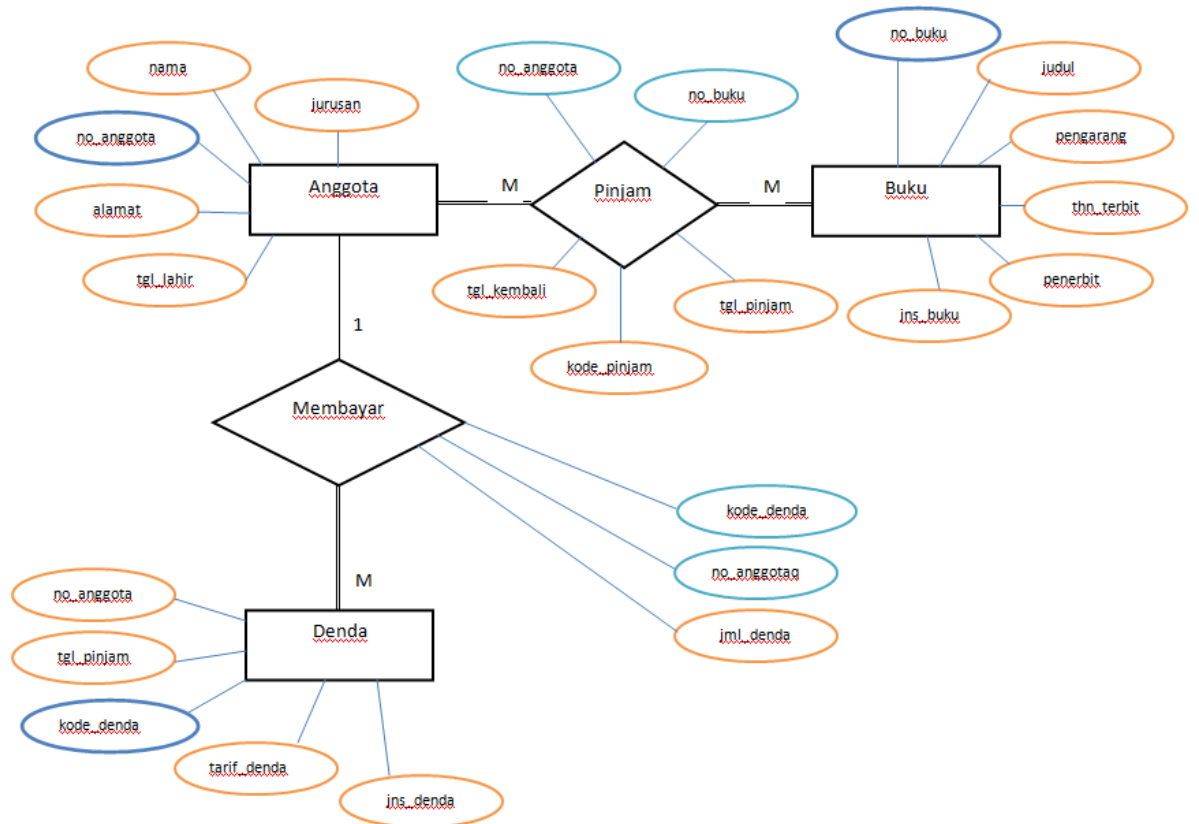 no_buku
nama
no_anggota
judul
jurusan
no_buku
no_anggota
pengarang
Anggota
M
Pinjam
M
Buku
alamat
thn_terbit
tgl_lahir
tgl_kembali
tgl_pinjam
penerbit
jns_buku
1
kode_pinjam
Membayar
kode_denda
no_anggotaq
M
no_anggota
Denda
jml_denda
tgl_pinjam
kode_denda
tarif_denda
jns_denda